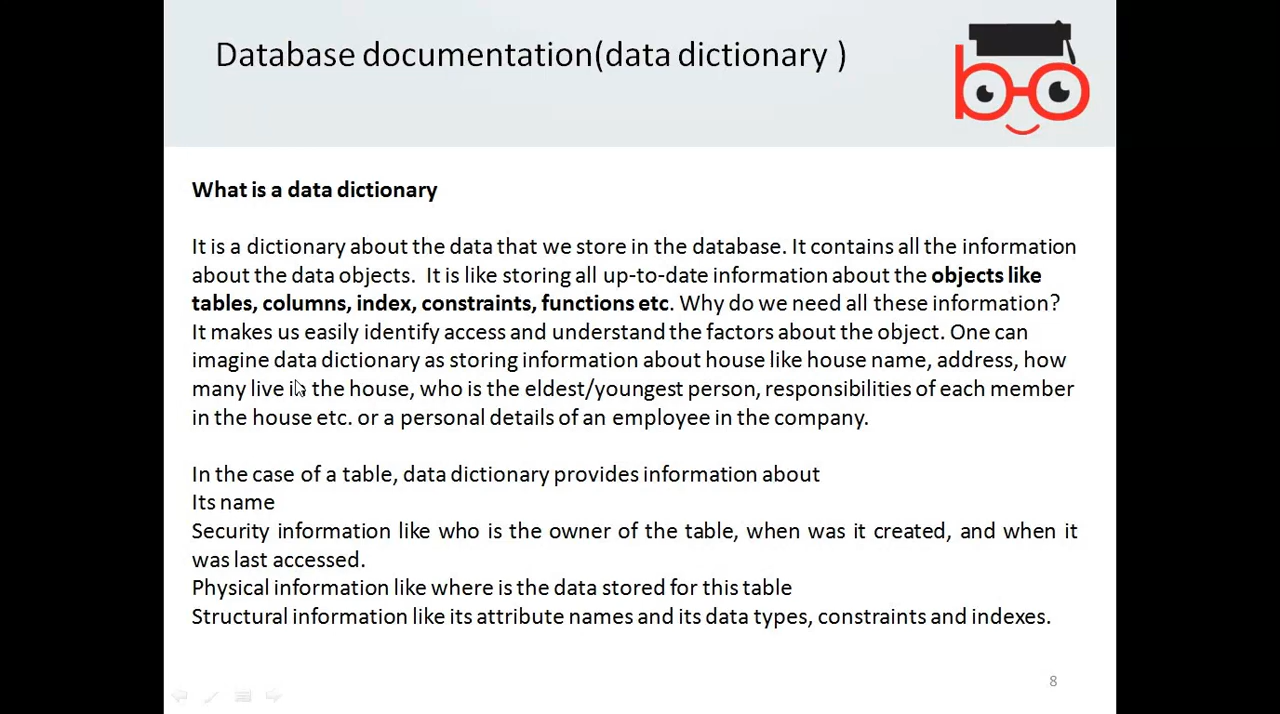 Database documentation(data dictionary )
What is a data dictionary
It is a dictionary about the data that we store in the database. It contains all the information
about the data objects. It is like storing all up-to-date information about the objects like
tables, columns, index, constraints, functions etc. Why do we need all these information?
It makes us easily identify access and understand the factors about the object. One can
imagine data dictionary as storing information about house like house name, address, how
many live in the house, who is the eldest/youngest person, responsibilities of each member
in the house etc. or a personal details of an employee in the company.
In the case of a table, data dictionary provides information about
Its name
Security information like who is the owner of the table, when was it created, and when it
was last accessed.
Physical information like where is the data stored for this table
Structural information like its attribute names and its data types, constraints and indexes.
8